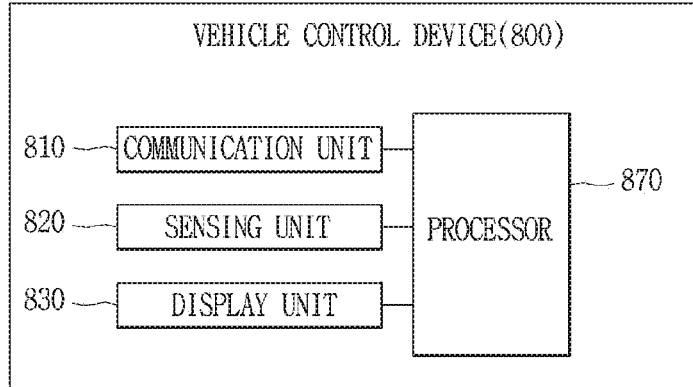 VEHICLE CONTROL DEVICE(800)
810
COMMUNICATION UNIT
820
SENSING UNIT
830
DISPLAY UNIT
PROCESSOR
870